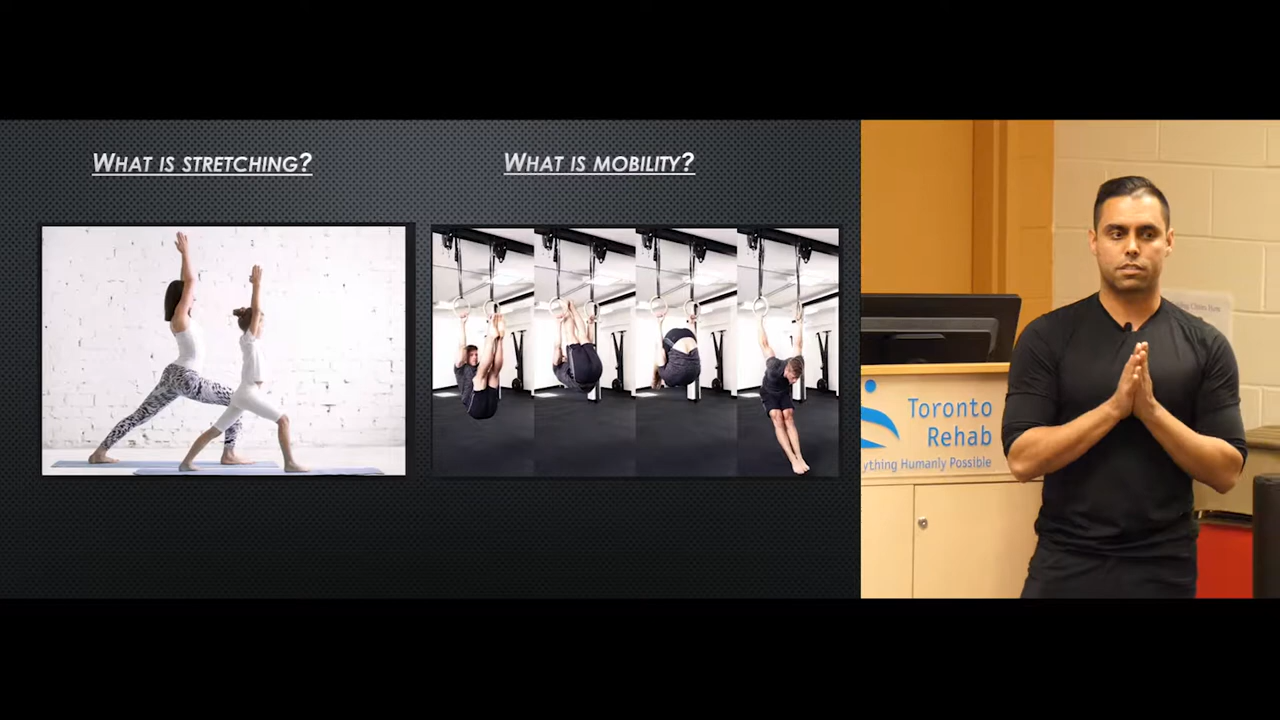 WHAT IS STRETCHING?
WHAT IS MOBILITY?
Toronto
Rehab
ything Humanly Possible